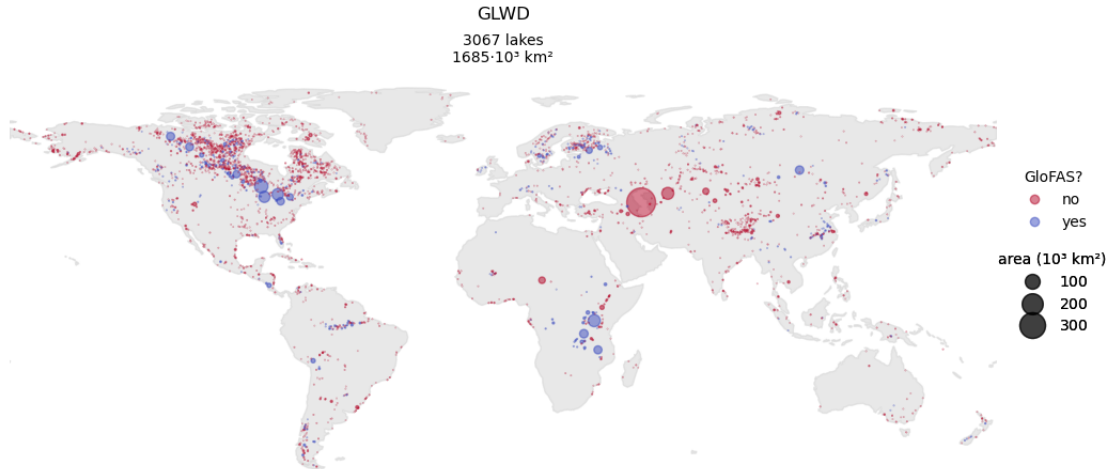 GLWD
3067 lakes
1685·10³ km²
GloFAS?
no
yes
area (10³ km²)
100
200
300